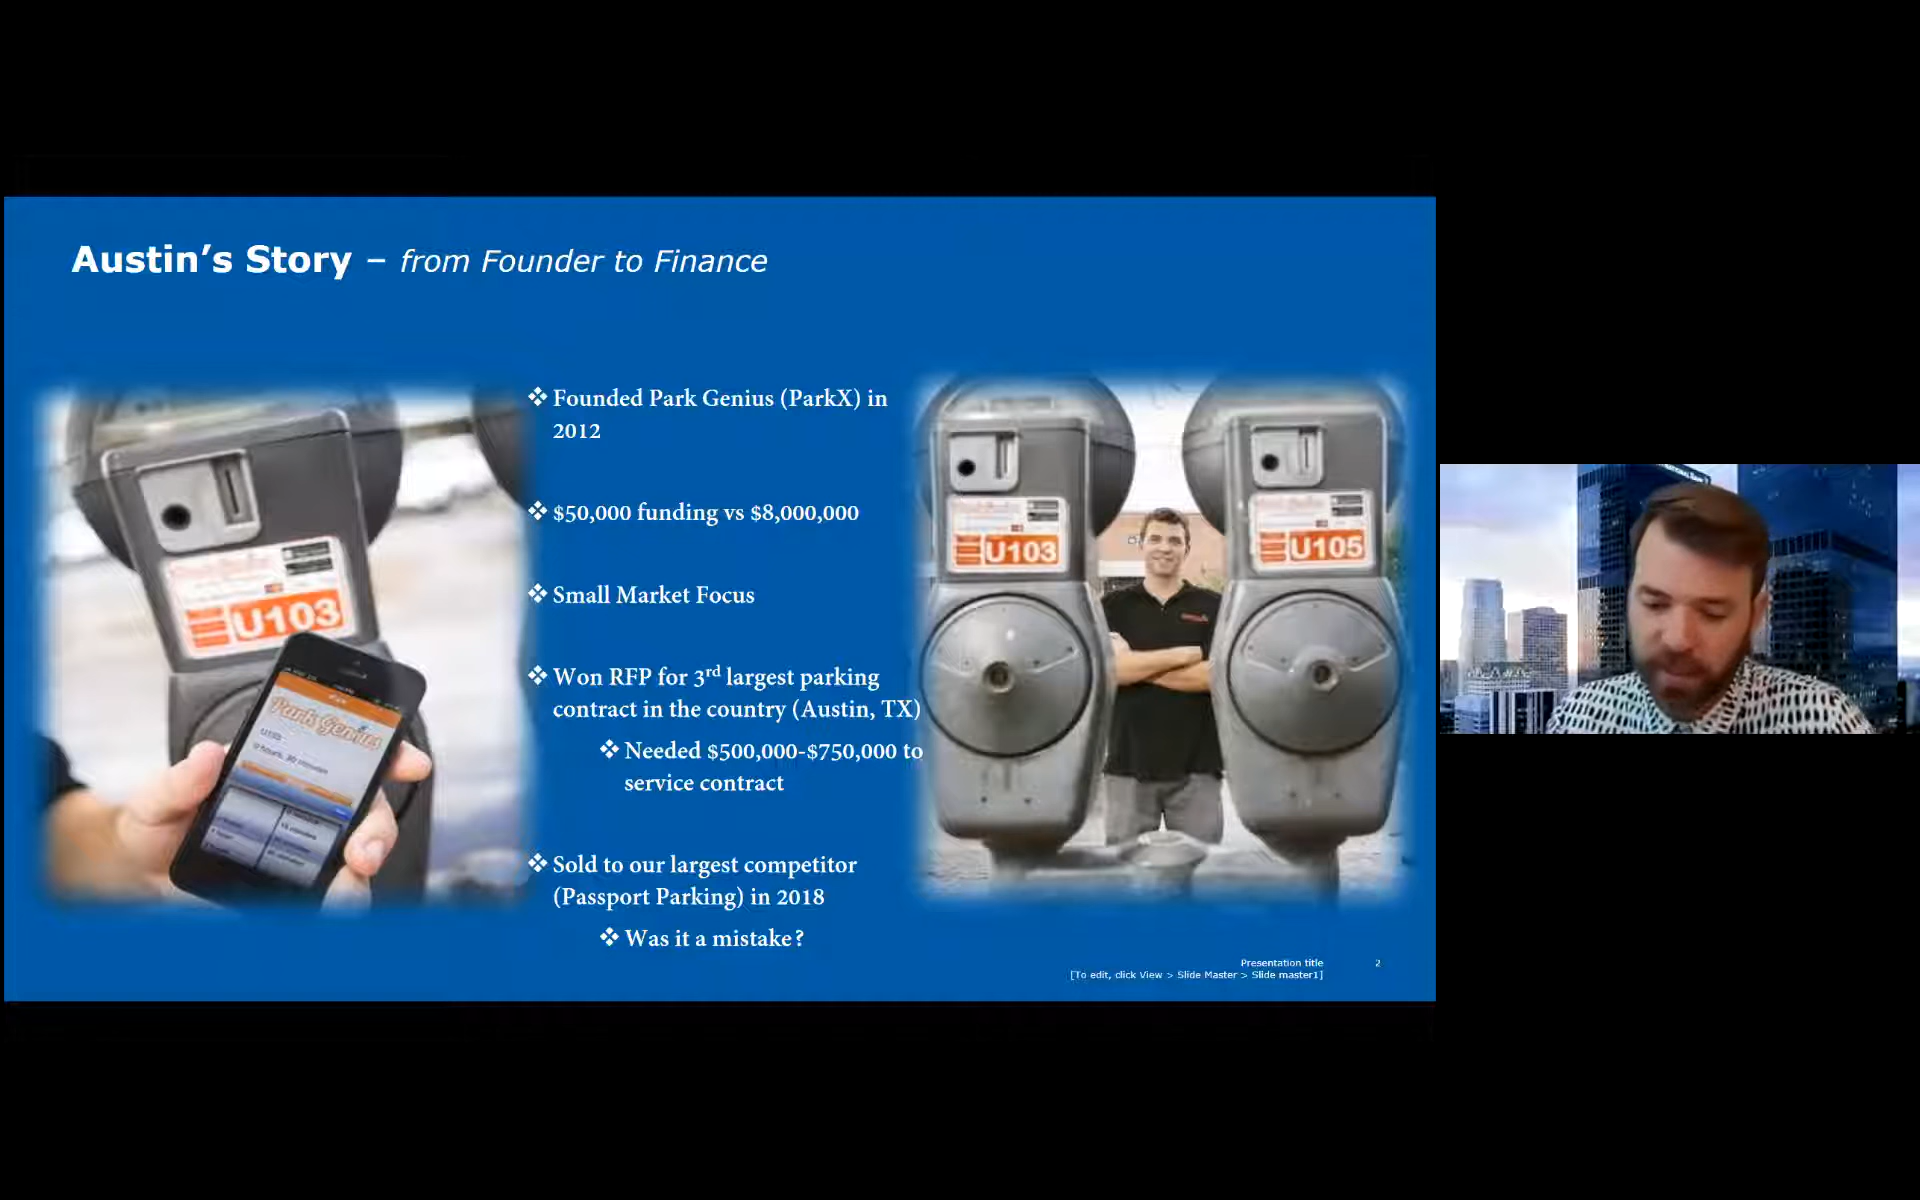 Austin’s Story – from Founder to Finance
❖ Founded Park Genius (ParkX) in
2012
❖ $50,000 funding vs $8,000,000
❖ Small Market Focus
❖ Won RFP for 3rd largest parking
contract in the country (Austin, TX)
❖ Needed $500,000-$750,000 to
service contract
❖ Sold to our largest competitor
(Passport Parking) in 2018
❖ Was it a mistake?
U103
Park Genius
U103
U105
Presentation title
2
[To edit, click View > Slide Master > Slide master1]